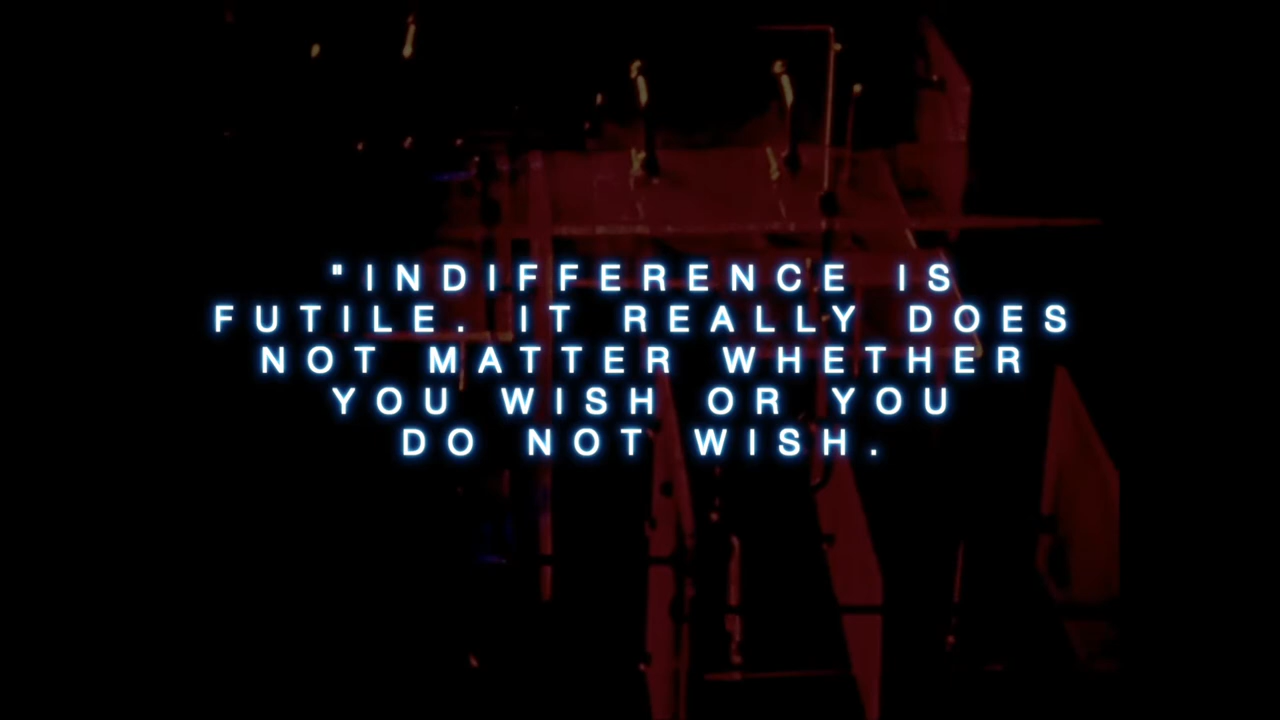 "INDIFFERENCE IS
FUTILE. IT REALLY DOES
NOT MATTER WHETHER
YOU WISH OR YOU
DO NOT WISH.